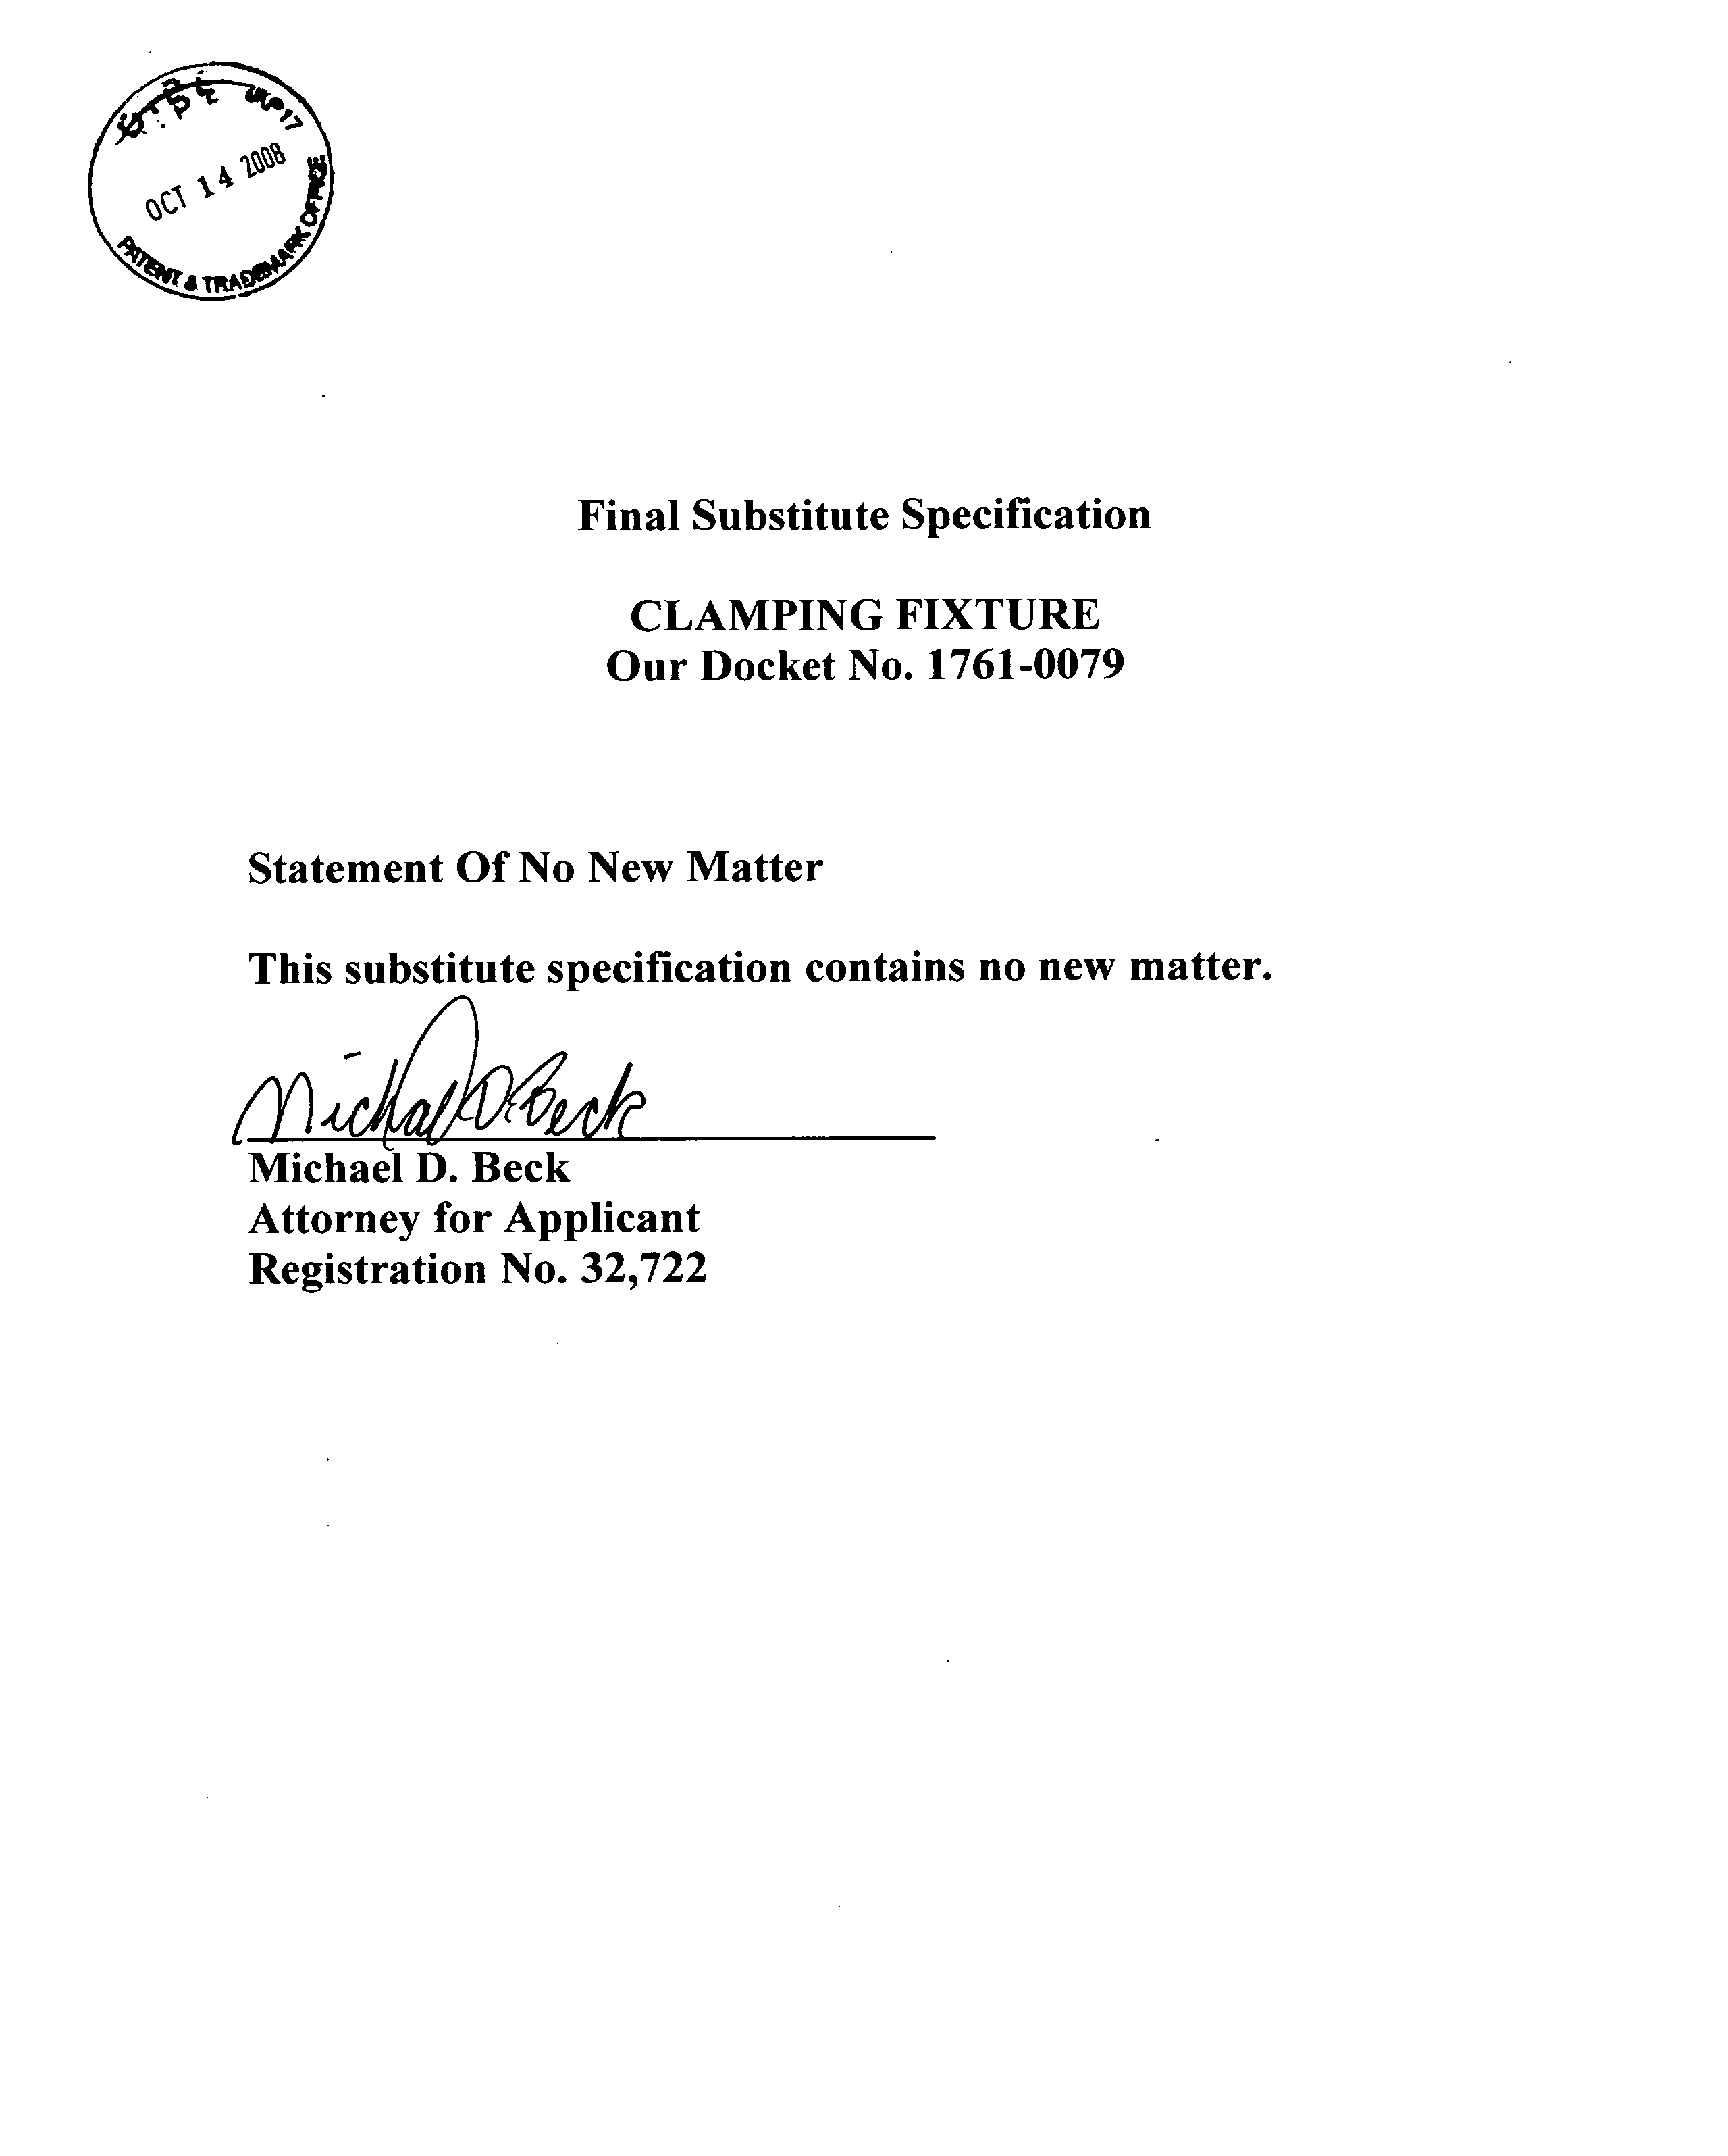 OCT 14 2008
PATENT & TRADEMARK OFFICE
Final Substitute Specification
CLAMPING FIXTURE
Our Docket No. 1761-0079
Statement Of No New Matter
This substitute specification contains no new matter.
Michael D. Beck
Michael D. Beck
Attorney for Applicant
Registration No. 32,722